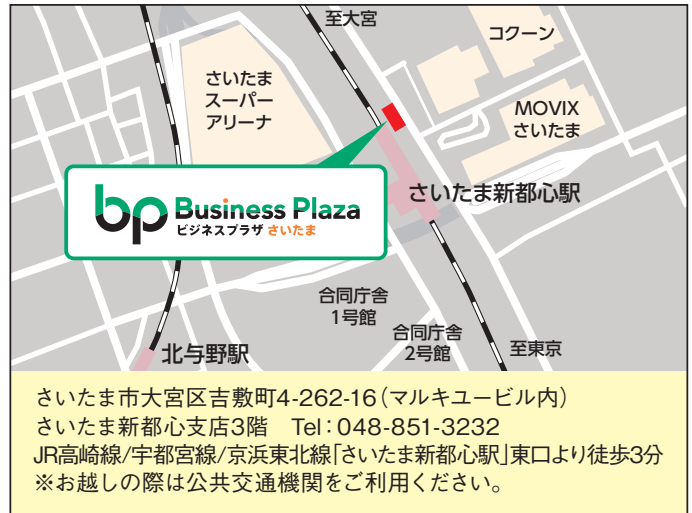 至大宮
コクーン
さいたま
スーパー
アリーナ
MOVIX
さいたま
bp Business Plaza
ビジネスプラザ さいたま
さいたま新都心駅
合同庁舎
1号館
合同庁舎
2号館
至東京
北与野駅
さいたま市大宮区吉敷町4-262-16(マルキユービル内)
さいたま新都心支店3階 Tel:048-851-3232
JR高崎線/宇都宮線/京浜東北線「さいたま新都心駅」東口より徒歩3分
※お越しの際は公共交通機関をご利用ください。